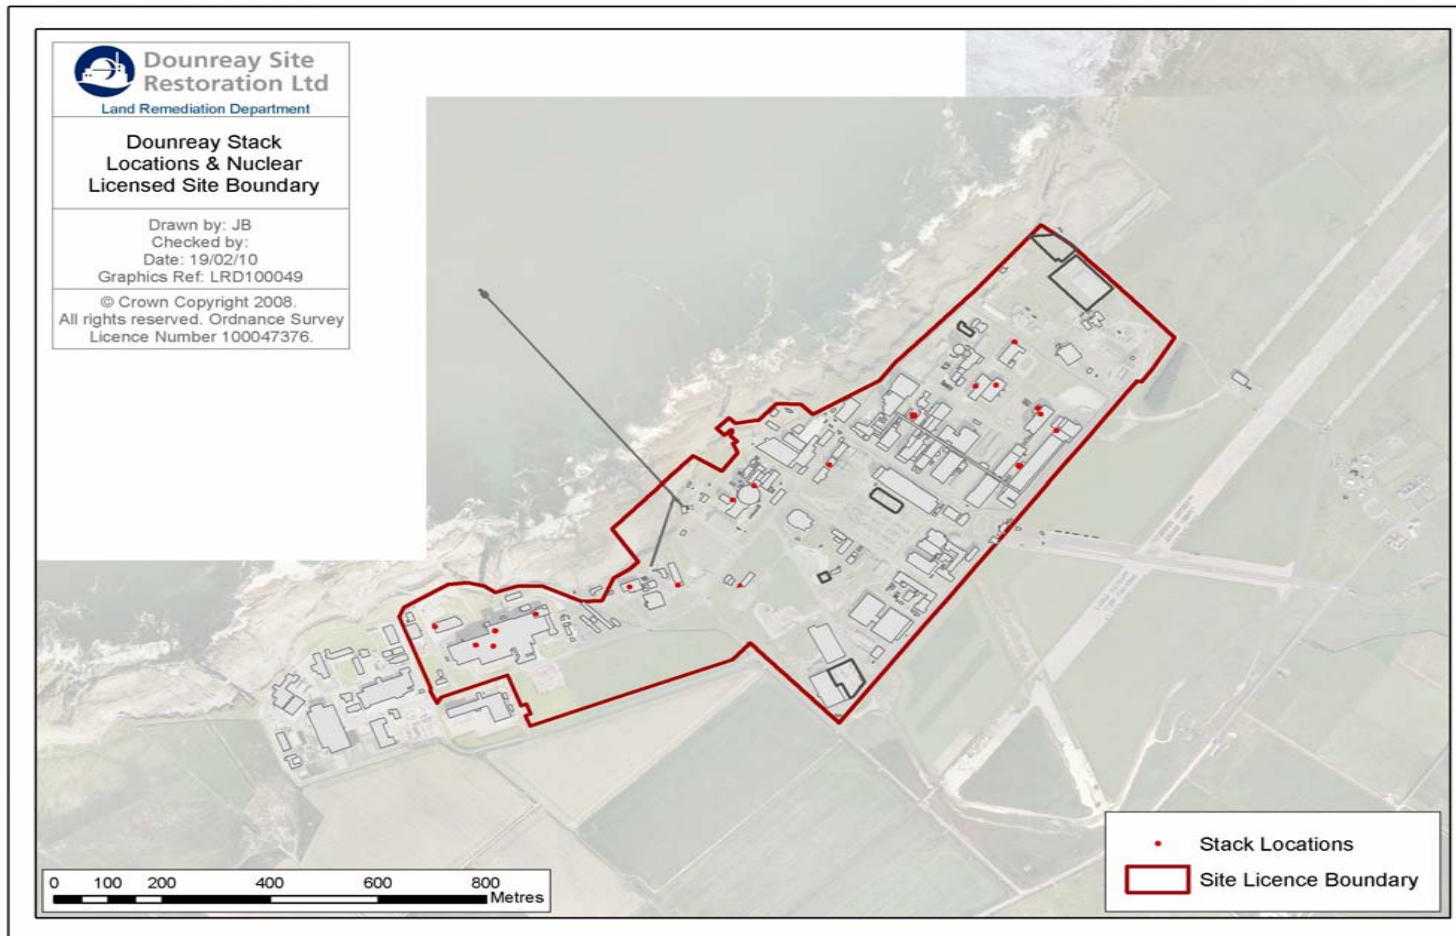 Dounreay Site
Restoration Ltd
Land Remediation Department
Dounreay Stack
Locations & Nuclear
Licensed Site Boundary
Drawn by: JB
Checked by:
Date: 19/02/10
Graphics Ref: LRD100049
© Crown Copyright 2008.
All rights reserved. Ordnance Survey
Licence Number 100047376.
0 100 200 400 600 800
Metres
Stack Locations
Site Licence Boundary